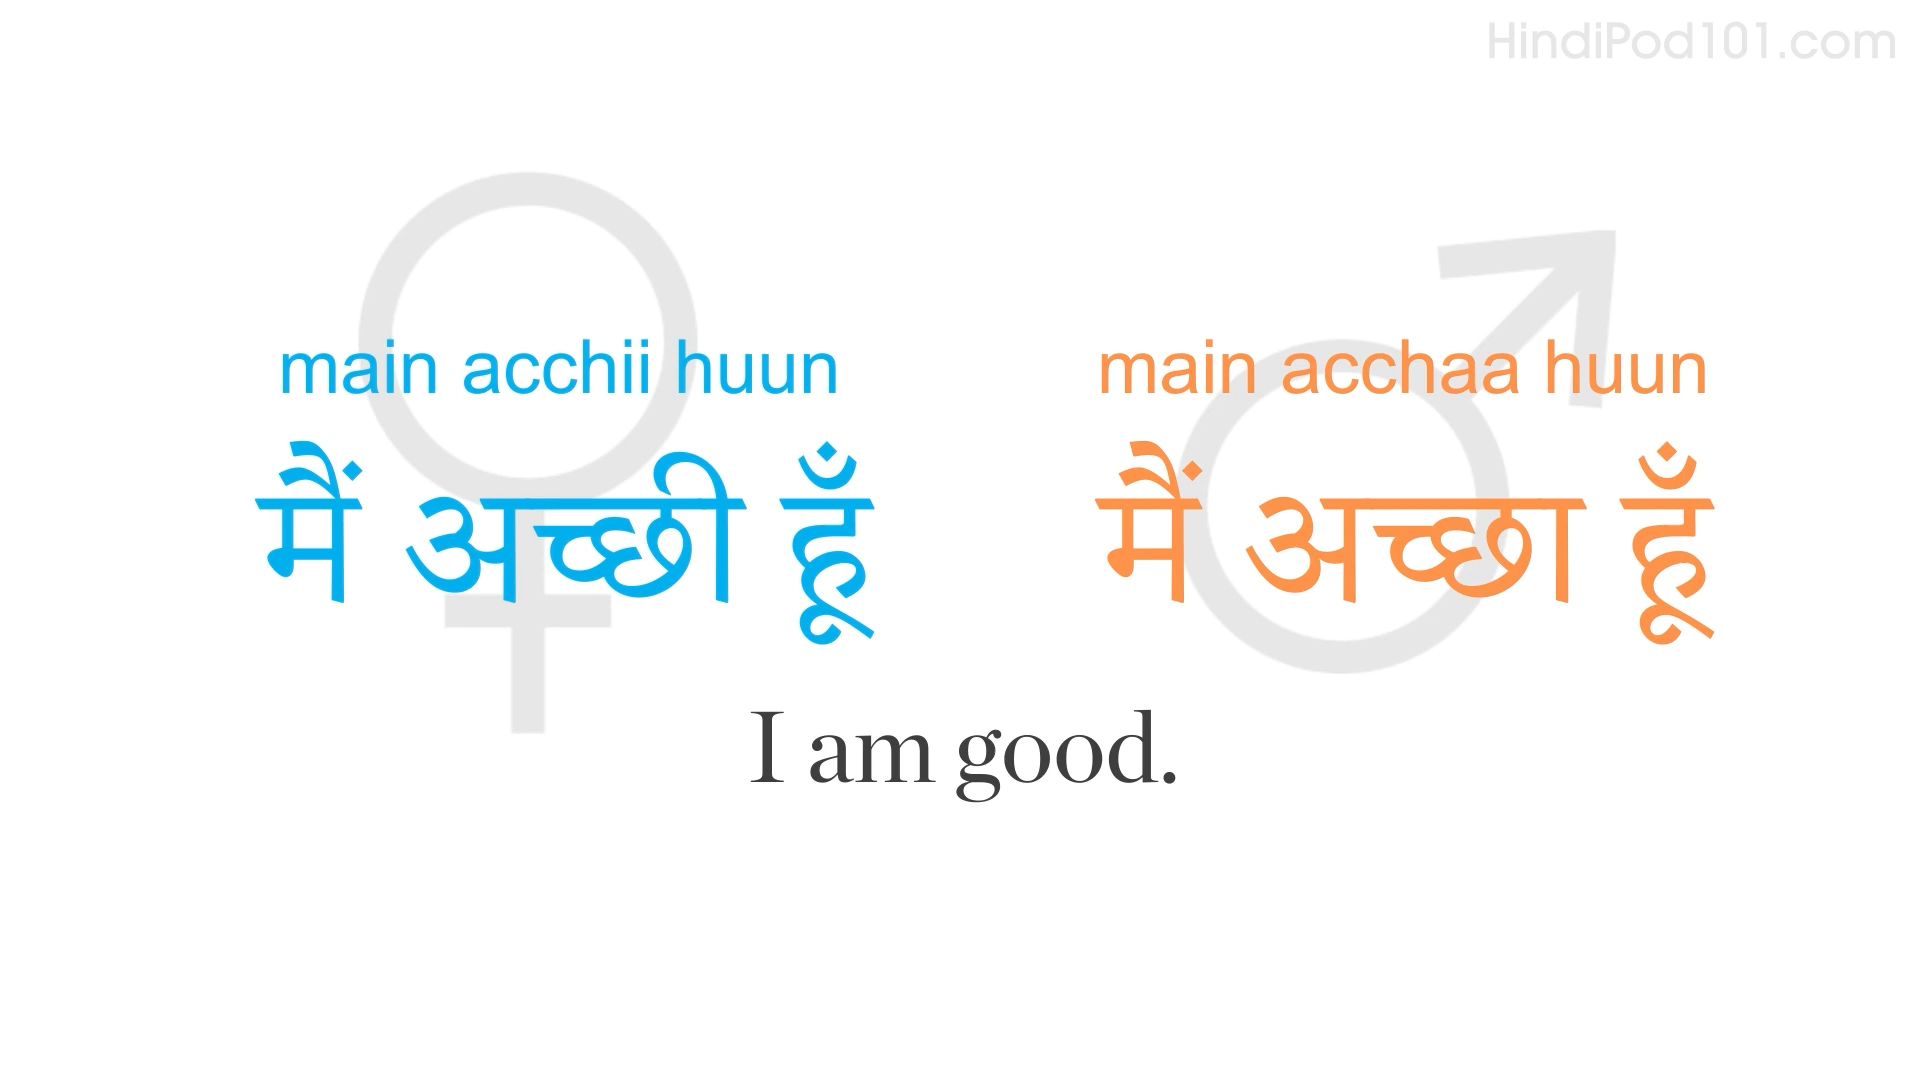 HindiPod101.com
main acchii huun
मैं अच्छी हूँ
main acchaa huun
मैं अच्छा हूँ
I am good.